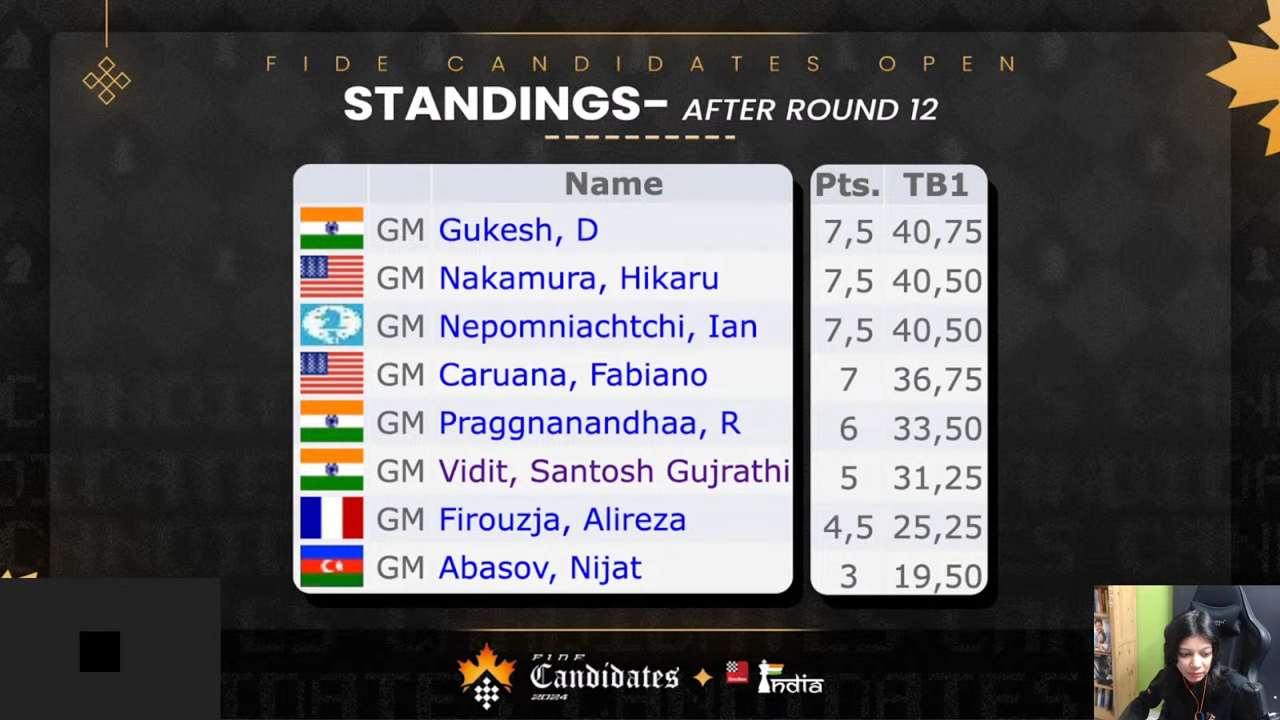 FIDE CANDIDATES OPEN
STANDINGS- AFTER ROUND 12
Name Pts. TB1
GM Gukesh, D 7,5 40,75
GM Nakamura, Hikaru 7,5 40,50
GM Nepomniachtchi, Ian 7,5 40,50
GM Caruana, Fabiano 7 36,75
GM Praggnanandhaa, R 6 33,50
GM Vidit, Santosh Gujrathi 5 31,25
GM Firouzja, Alireza 4,5 25,25
GM Abasov, Nijat 3 19,50
FIDE
Candidates
2024
India